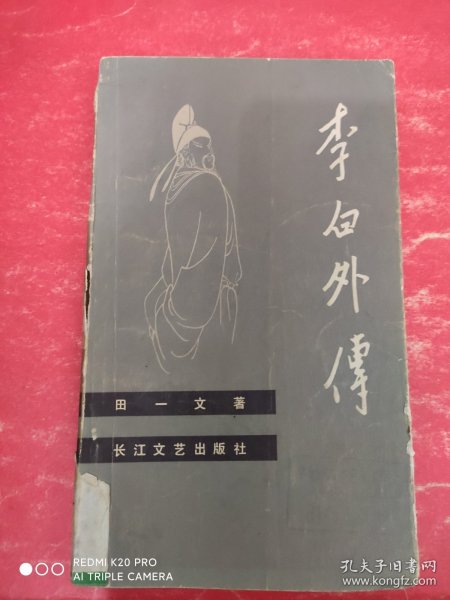 李白外傳
田一文著
长江文艺出版社
REDMI K20 PRO
AI TRIPLE CAMERA
孔夫子旧书网
www.kongfz.com